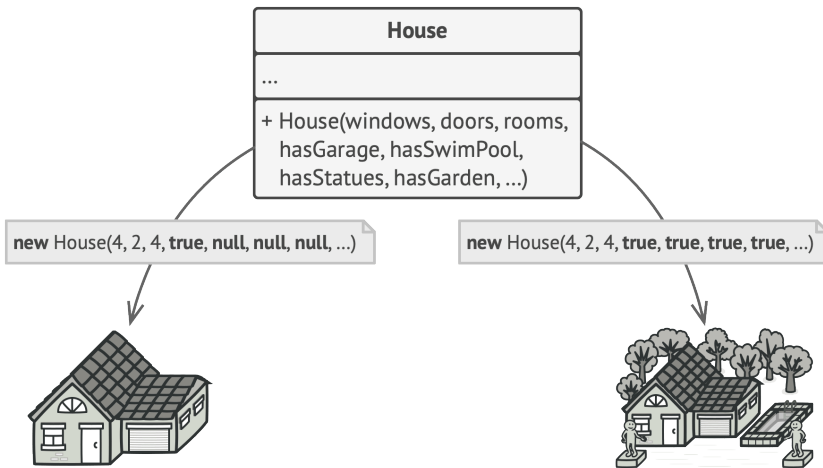 House
...
+ House(windows, doors, rooms,
hasGarage, hasSwimPool,
hasStatues, hasGarden, ...)
new House(4, 2, 4, true, null, null, null, ...)
new House(4, 2, 4, true, true, true, true, ...)